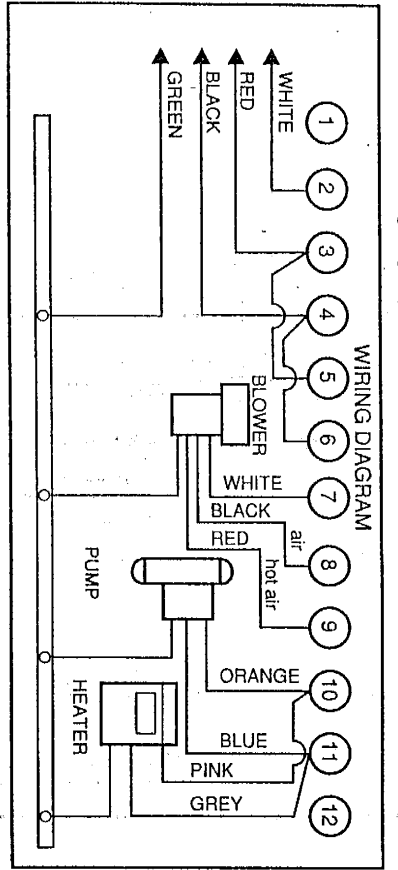 WIRING DIAGRAM
1
2
3
4
5
6
7
8
9
10
11
12
WHITE
RED
BLACK
GREEN
BLOWER
WHITE
BLACK
air
RED
hot air
PUMP
ORANGE
BLUE
HEATER
PINK
GREY